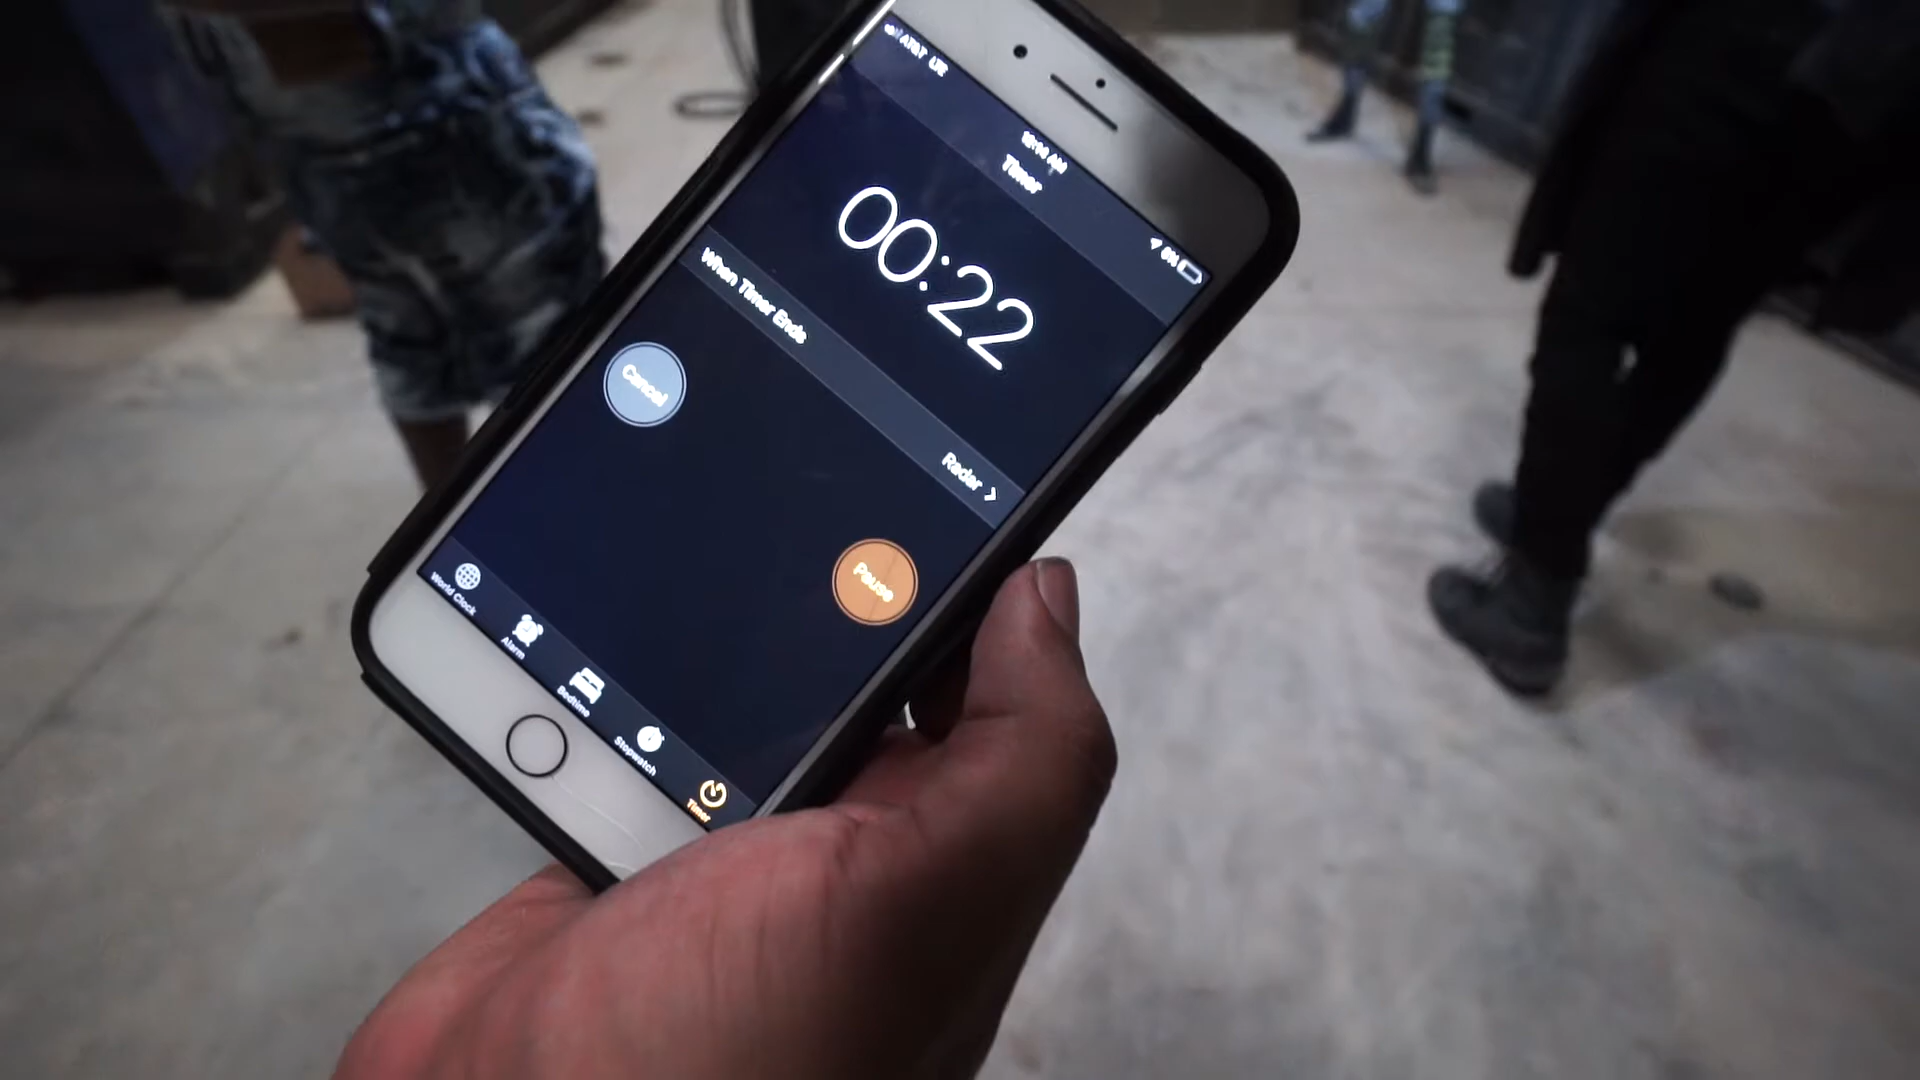 AT&T LTE
Timer
00:22
When Timer Ends
Radar
Cancel
Pause
World Clock
Alarm
Bedtime
Stopwatch
Timer